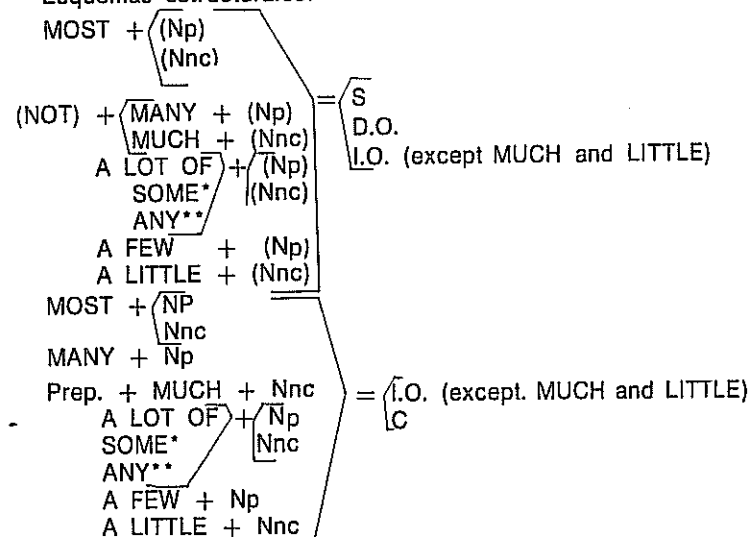 Esquemas estructurales:
MOST + (Np)
(Nnc)
= S
(NOT) + MANY + (Np)
D.O.
MUCH + (Nnc)
I.O. (except MUCH and LITTLE)
A LOT OF + (Np)
SOME* (Nnc)
ANY**
A FEW + (Np)
A LITTLE + (Nnc)
MOST + NP
Nnc
MANY + Np
Prep. + MUCH + Nnc = I.O. (except. MUCH and LITTLE)
A LOT OF + Np C
SOME* Nnc
ANY**
A FEW + Np
A LITTLE + Nnc